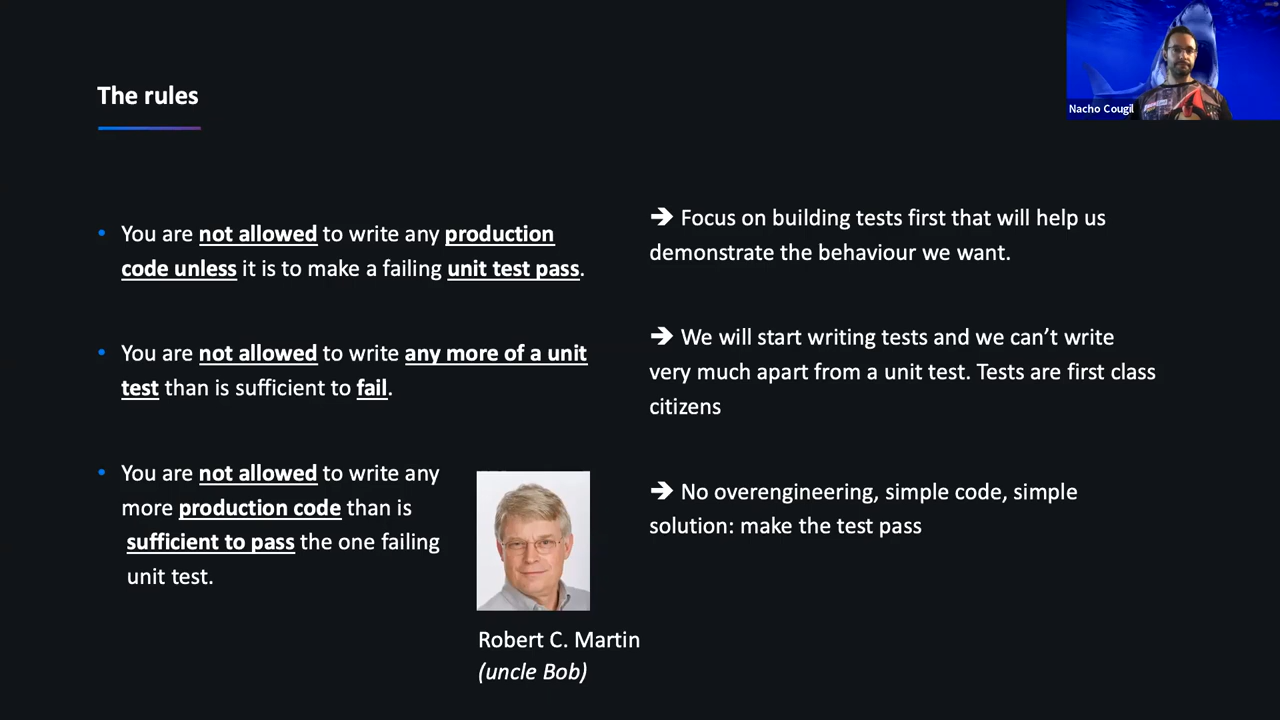 The rules
Nacho Cougil
• You are not allowed to write any production
code unless it is to make a failing unit test pass.
• You are not allowed to write any more of a unit
test than is sufficient to fail.
• You are not allowed to write any
more production code than is
sufficient to pass the one failing
unit test.
Robert C. Martin
(uncle Bob)
➔ Focus on building tests first that will help us
demonstrate the behaviour we want.
➔ We will start writing tests and we can’t write
very much apart from a unit test. Tests are first class
citizens
➔ No overengineering, simple code, simple
solution: make the test pass